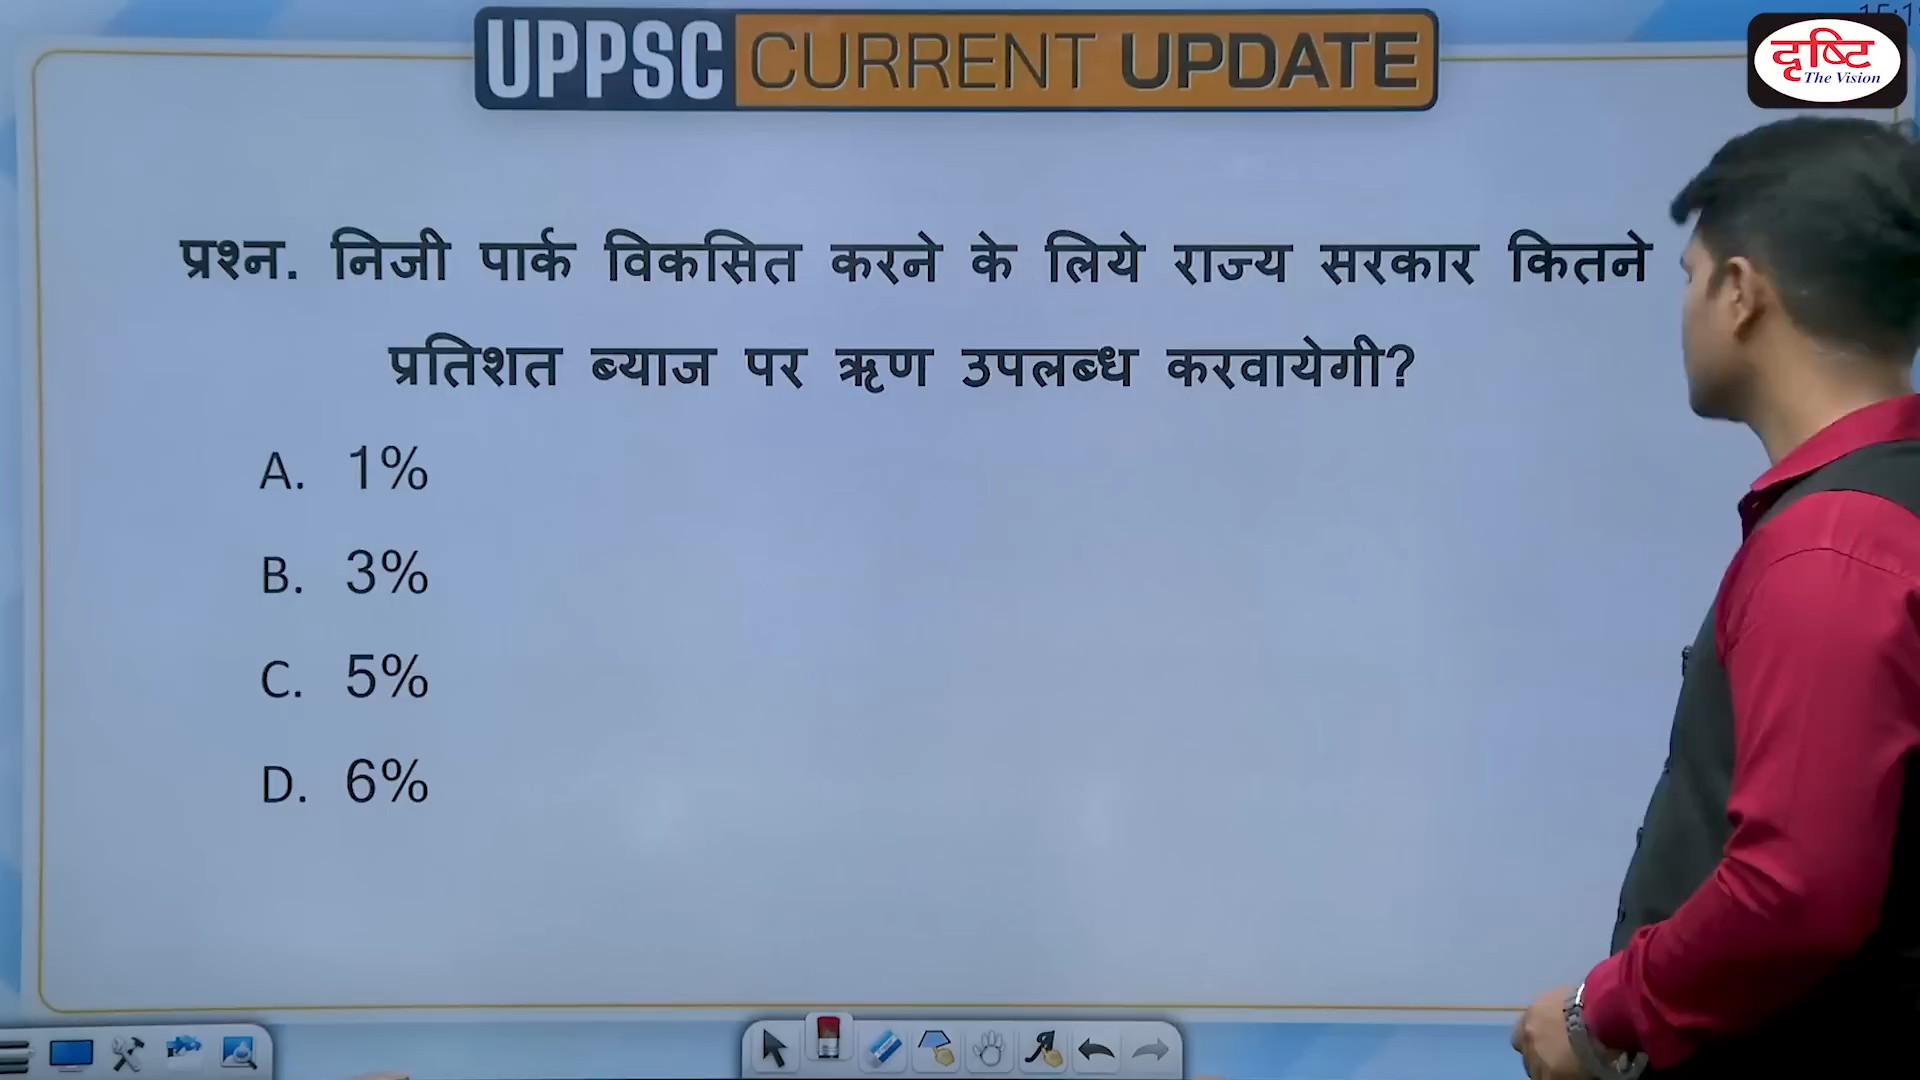 UPPSC CURRENT UPDATE
दृष्टि
The Vision
प्रश्न. निजी पार्क विकसित करने के लिये राज्य सरकार कितने
प्रतिशत ब्याज पर ऋण उपलब्ध करवायेगी?
A. 1%
B. 3%
C. 5%
D. 6%